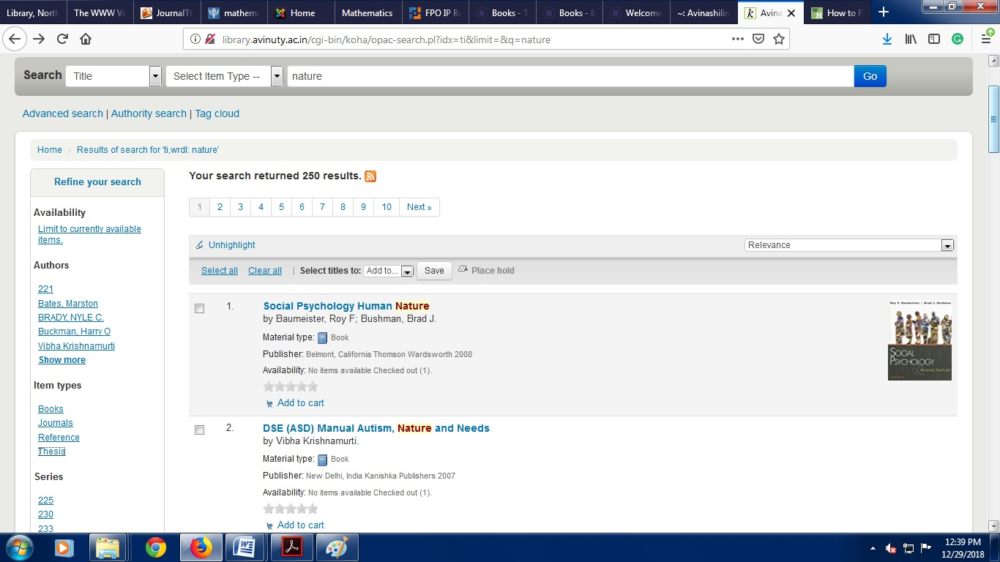 Library, North
The WWW Vi
JournalTC
mathema
Home
Mathematics
FPO IP Re
Books - T
Books - E
Welcome
~: Avinashilin
Avina
How to F
library.avinuty.ac.in/cgi-bin/koha/opac-search.pl?idx=ti&limit=&q=nature
Search Title Select Item Type -- nature Go
Advanced search | Authority search | Tag cloud
Home › Results of search for 'ti,wrdl: nature'
Refine your search
Availability
Limit to currently available
items.
Authors
221
Bates, Marston
BRADY, NYLE C.
Buckman, Harry O
Vibha Krishnamurti
Show more
Item types
Books
Journals
Reference
Thesis
Series
225
230
233
Your search returned 250 results.
1 2 3 4 5 6 7 8 9 10 Next »
Unhighlight Relevance
Select all Clear all | Select titles to: Add to... Save Place hold
1. Social Psychology Human Nature
by Baumeister, Roy F; Bushman, Brad J.
Material type: Book
Publisher: Belmont, California Thomson Wardsworth 2008
Availability: No items available Checked out (1).
Add to cart
Roy F. Baumeister / Brad J. Bushman
SOCIAL
PSYCHOLOGY
& HUMAN NATURE
2. DSE (ASD) Manual Autism, Nature and Needs
by Vibha Krishnamurti.
Material type: Book
Publisher: New Delhi, India Kanishka Publishers 2007
Availability: No items available Checked out (1).
Add to cart
12:39 PM
12/29/2018